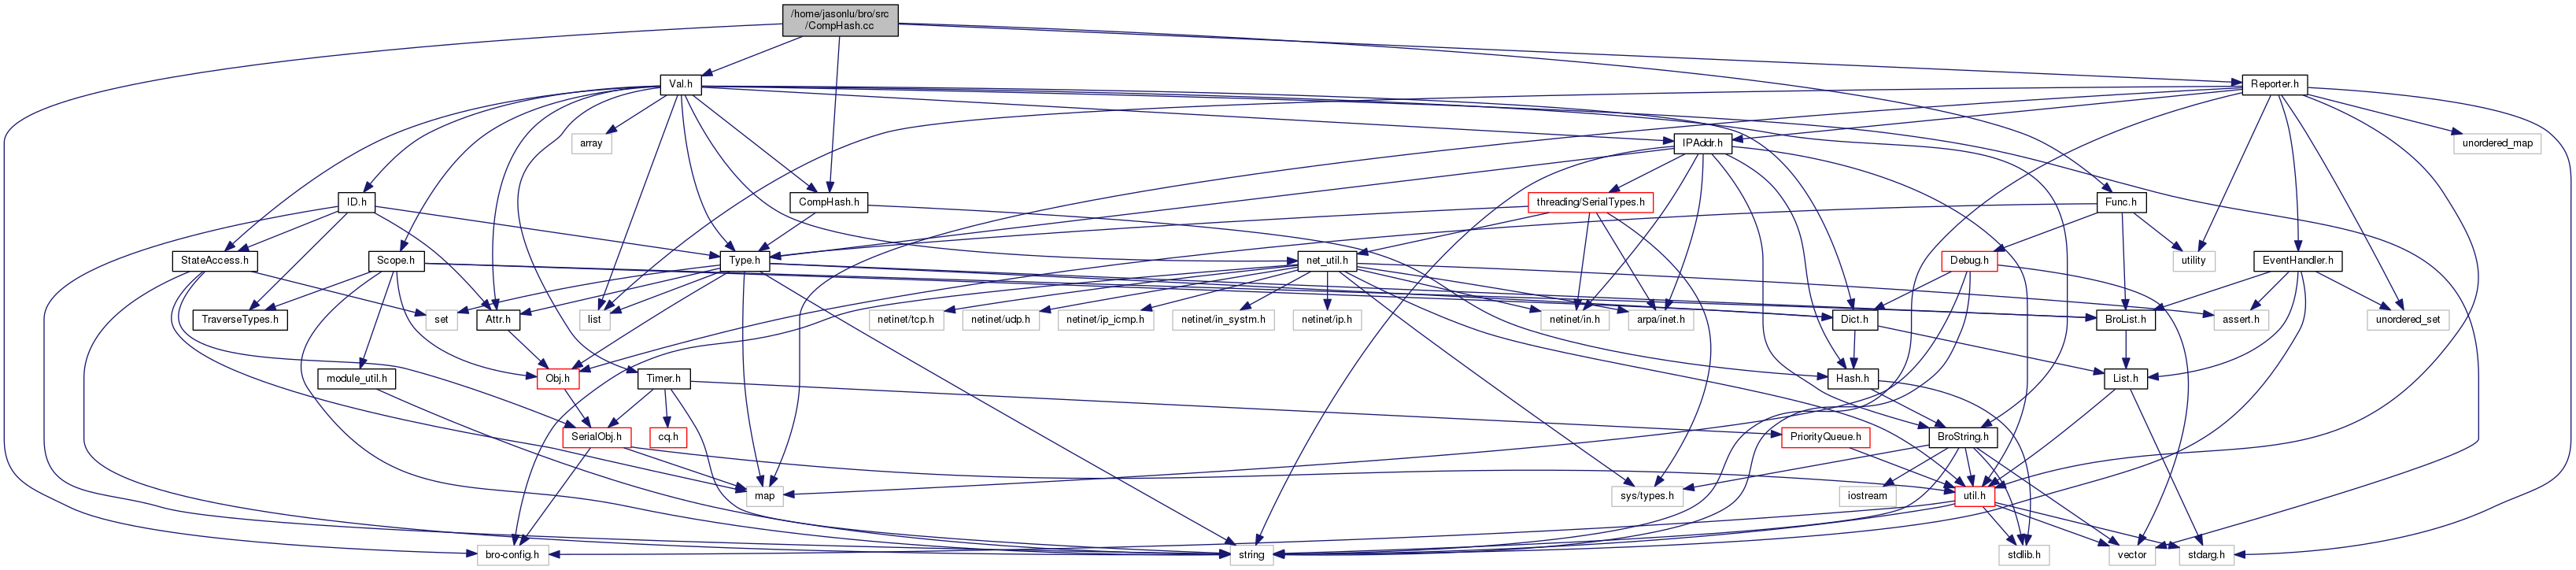 /home/jasonlu/bro/src
/CompHash.cc
Val.h
Reporter.h
array
IPAddr.h
unordered_map
ID.h
CompHash.h
threading/SerialTypes.h
Func.h
StateAccess.h
Scope.h
Type.h
net_util.h
Debug.h
utility
EventHandler.h
TraverseTypes.h
set
Attr.h
list
netinet/tcp.h
netinet/udp.h
netinet/ip_icmp.h
netinet/in_systm.h
netinet/ip.h
netinet/in.h
arpa/inet.h
Dict.h
BroList.h
assert.h
unordered_set
module_util.h
Obj.h
Timer.h
Hash.h
List.h
SerialObj.h
cq.h
PriorityQueue.h
BroString.h
map
sys/types.h
iostream
util.h
bro-config.h
string
stdlib.h
vector
stdarg.h